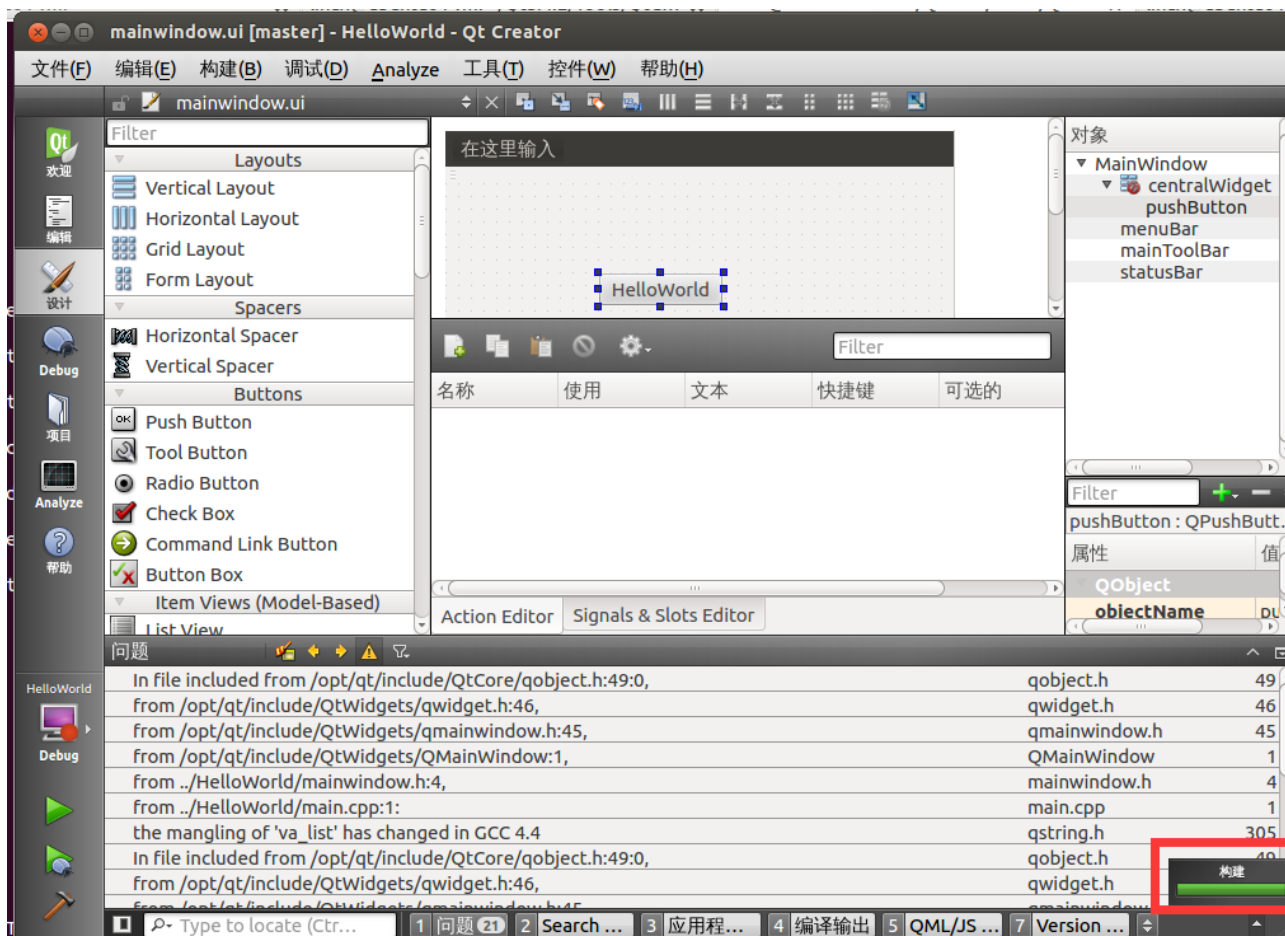 mainwindow.ui [master] - HelloWorld - Qt Creator
文件(F) 编辑(E) 构建(B) 调试(D) Analyze 工具(T) 控件(W) 帮助(H)
mainwindow.ui
Qt
欢迎
编辑
设计
Debug
项目
Analyze
帮助
HelloWorld
Debug
Filter
Layouts
Vertical Layout
Horizontal Layout
Grid Layout
Form Layout
Spacers
Horizontal Spacer
Vertical Spacer
Buttons
OK Push Button
Tool Button
Radio Button
Check Box
Command Link Button
Button Box
Item Views (Model-Based)
List View
在这里输入
HelloWorld
Filter
名称 使用 文本 快捷键 可选的
Action Editor Signals & Slots Editor
对象
MainWindow
centralWidget
pushButton
menuBar
mainToolBar
statusBar
Filter
pushButton : QPushButt...
属性 值
QObject
objectName
问题
In file included from /opt/qt/include/QtCore/qobject.h:49:0, qobject.h 49
from /opt/qt/include/QtWidgets/qwidget.h:46, qwidget.h 46
from /opt/qt/include/QtWidgets/qmainwindow.h:45, qmainwindow.h 45
from /opt/qt/include/QtWidgets/QMainWindow:1, QMainWindow 1
from ../HelloWorld/mainwindow.h:4, mainwindow.h 4
from ../HelloWorld/main.cpp:1: main.cpp 1
the mangling of 'va_list' has changed in GCC 4.4 qstring.h 305
In file included from /opt/qt/include/QtCore/qobject.h:49:0, qobject.h 49
from /opt/qt/include/QtWidgets/qwidget.h:46, qwidget.h
构建
Type to locate (Ctr... 1 问题 21 2 Search ... 3 应用程... 4 编译输出 5 QML/JS ... 7 Version ...